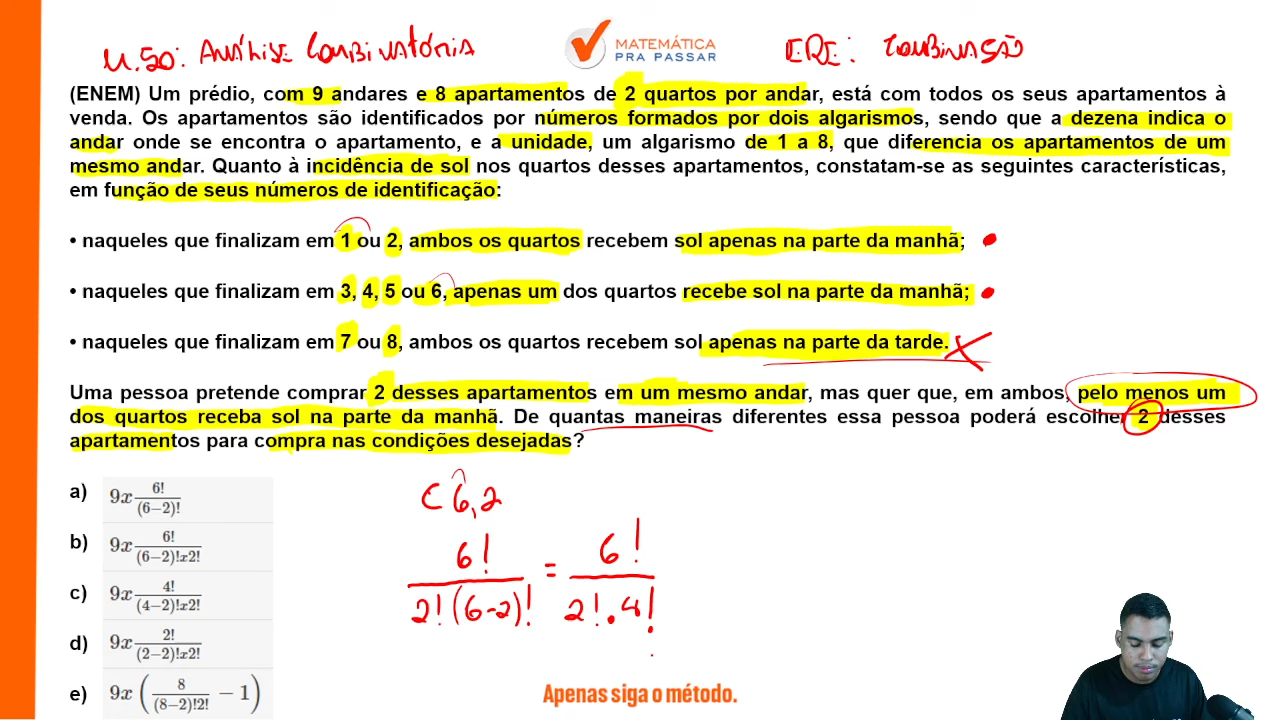 U.50: ANÁLISE COMBINATÓRIA
MATEMÁTICA
PRA PASSAR
ERE: COMBINAÇÃO
(ENEM) Um prédio, com 9 andares e 8 apartamentos de 2 quartos por andar, está com todos os seus apartamentos à
venda. Os apartamentos são identificados por números formados por dois algarismos, sendo que a dezena indica o
andar onde se encontra o apartamento, e a unidade, um algarismo de 1 a 8, que diferencia os apartamentos de um
mesmo andar. Quanto à incidência de sol nos quartos desses apartamentos, constatam-se as seguintes características,
em função de seus números de identificação:
• naqueles que finalizam em 1 ou 2, ambos os quartos recebem sol apenas na parte da manhã;
• naqueles que finalizam em 3, 4, 5 ou 6, apenas um dos quartos recebe sol na parte da manhã;
• naqueles que finalizam em 7 ou 8, ambos os quartos recebem sol apenas na parte da tarde.
Uma pessoa pretende comprar 2 desses apartamentos em um mesmo andar, mas quer que, em ambos, pelo menos um
dos quartos receba sol na parte da manhã. De quantas maneiras diferentes essa pessoa poderá escolher 2 desses
apartamentos para compra nas condições desejadas?
a) 9x 6!/(6−2)!
b) 9x 6!/(6−2)!x2!
c) 9x 4!/(4−2)!x2!
d) 9x 2!/(2−2)!x2!
e) 9x (8/(8−2)!2! − 1)
C 6,2
6!/2!(6-2)! = 6!/2!.4!
Apenas siga o método.